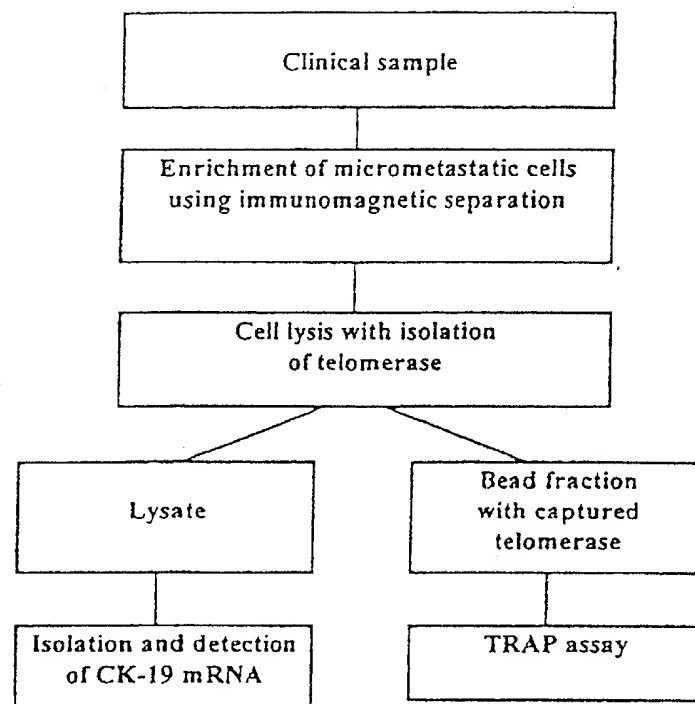 Clinical sample
Enrichment of micrometastatic cells
using immunomagnetic separation
Cell lysis with isolation
of telomerase
Lysate
Bead fraction
with captured
telomerase
Isolation and detection
of CK-19 mRNA
TRAP assay